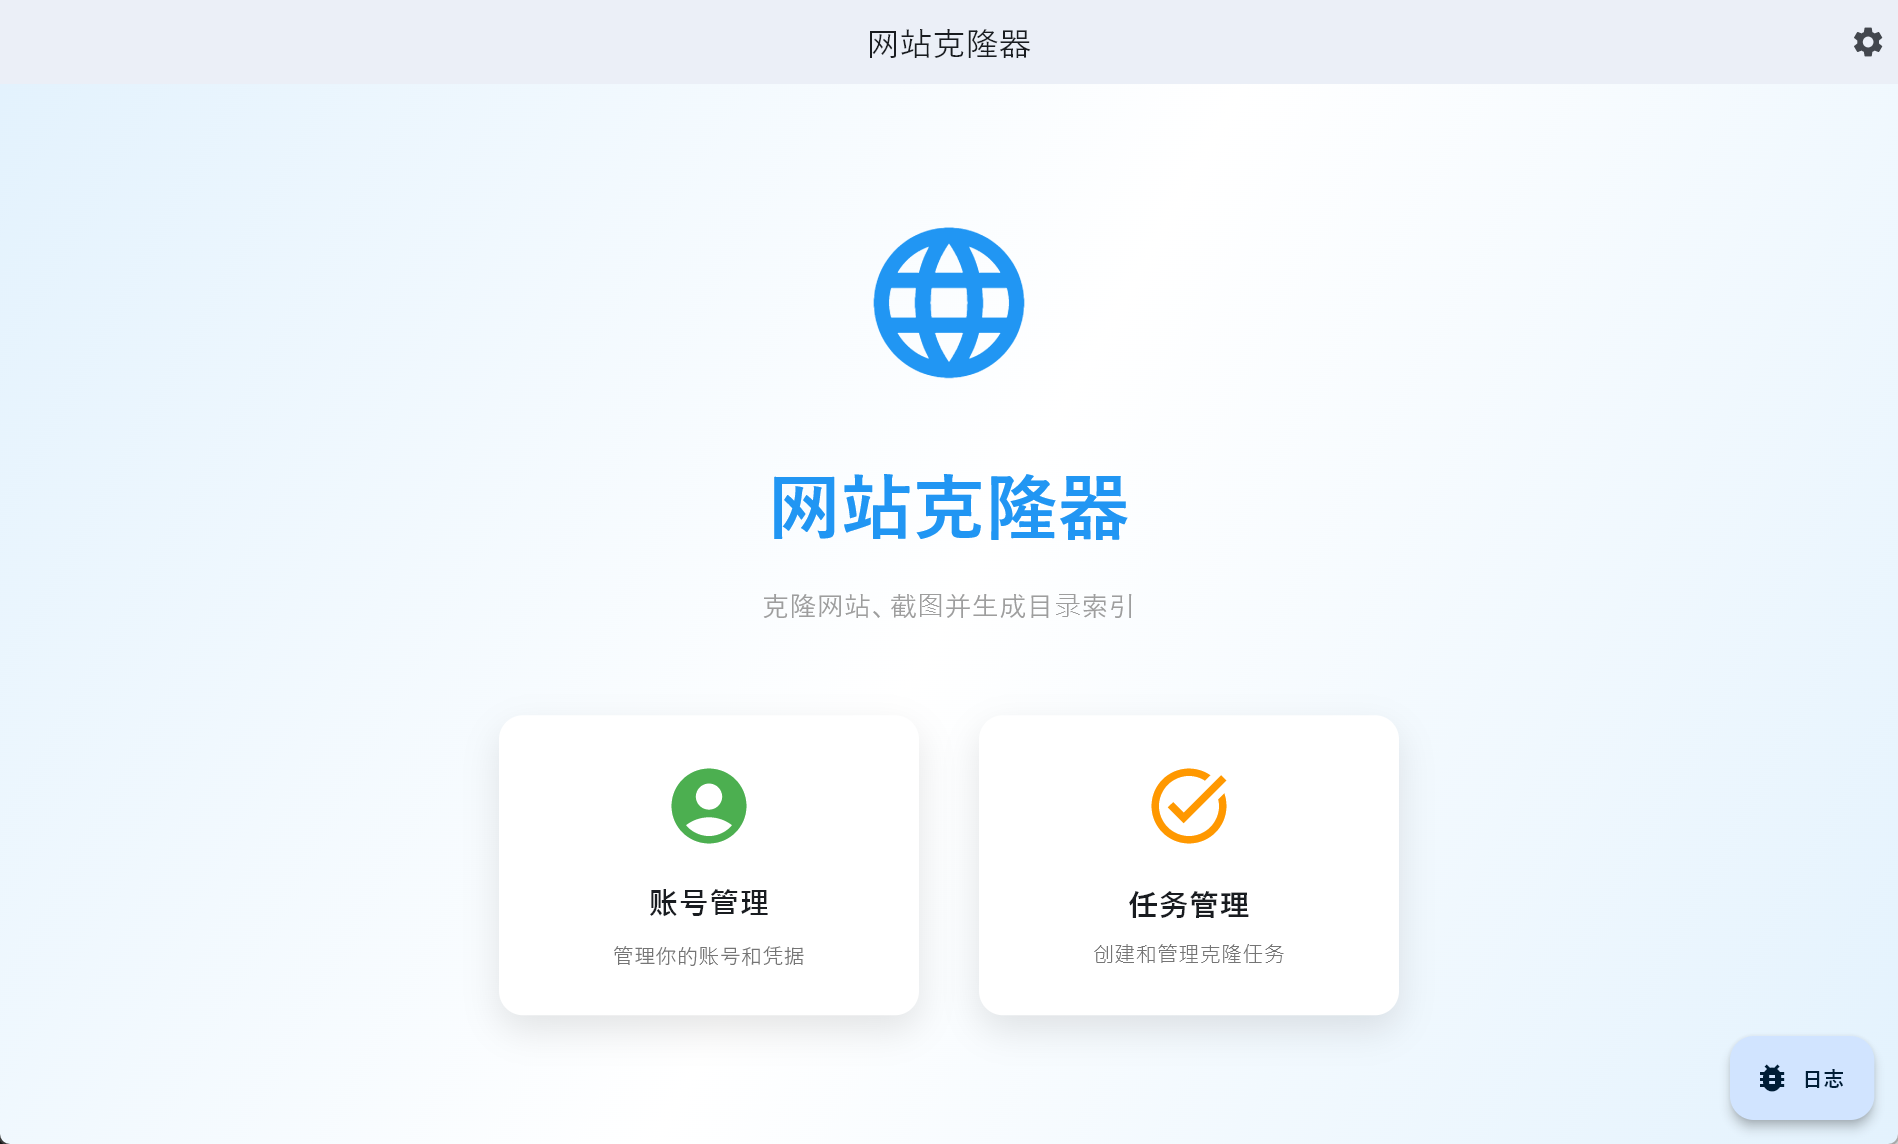 网站克隆器
网站克隆器
克隆网站、截图并生成目录索引
账号管理
管理你的账号和凭据
任务管理
创建和管理克隆任务
日志